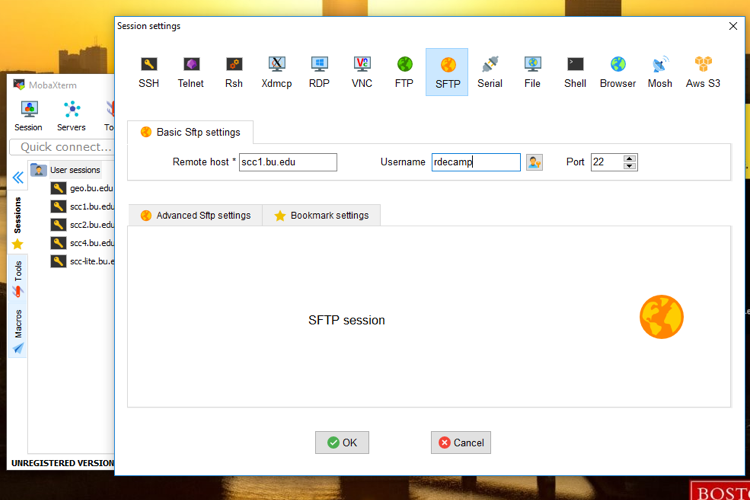 Session settings
SSH Telnet Rsh Xdmcp RDP VNC FTP SFTP Serial File Shell Browser Mosh Aws S3
MobaXterm
Session Servers
Quick connect...
Basic Sftp settings
Remote host * scc1.bu.edu Username rdecamp Port 22
User sessions
geo.bu.edu
scc1.bu.edu
scc2.bu.edu
scc4.bu.edu
scc-lite.bu.e
Sessions
Tools
Macros
Advanced Sftp settings Bookmark settings
SFTP session
OK Cancel
UNREGISTERED VERSION
BOST